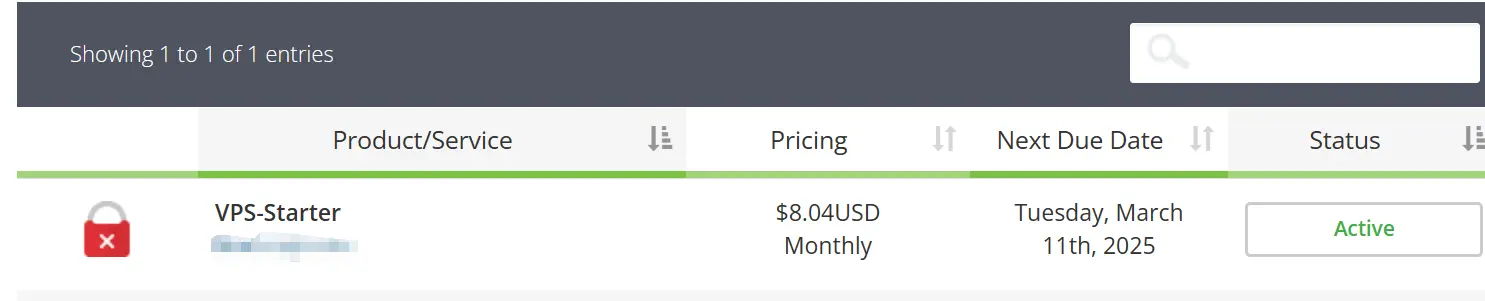 Showing 1 to 1 of 1 entries
Product/Service Pricing Next Due Date Status
VPS-Starter $8.04USD Tuesday, March Active
Monthly 11th, 2025